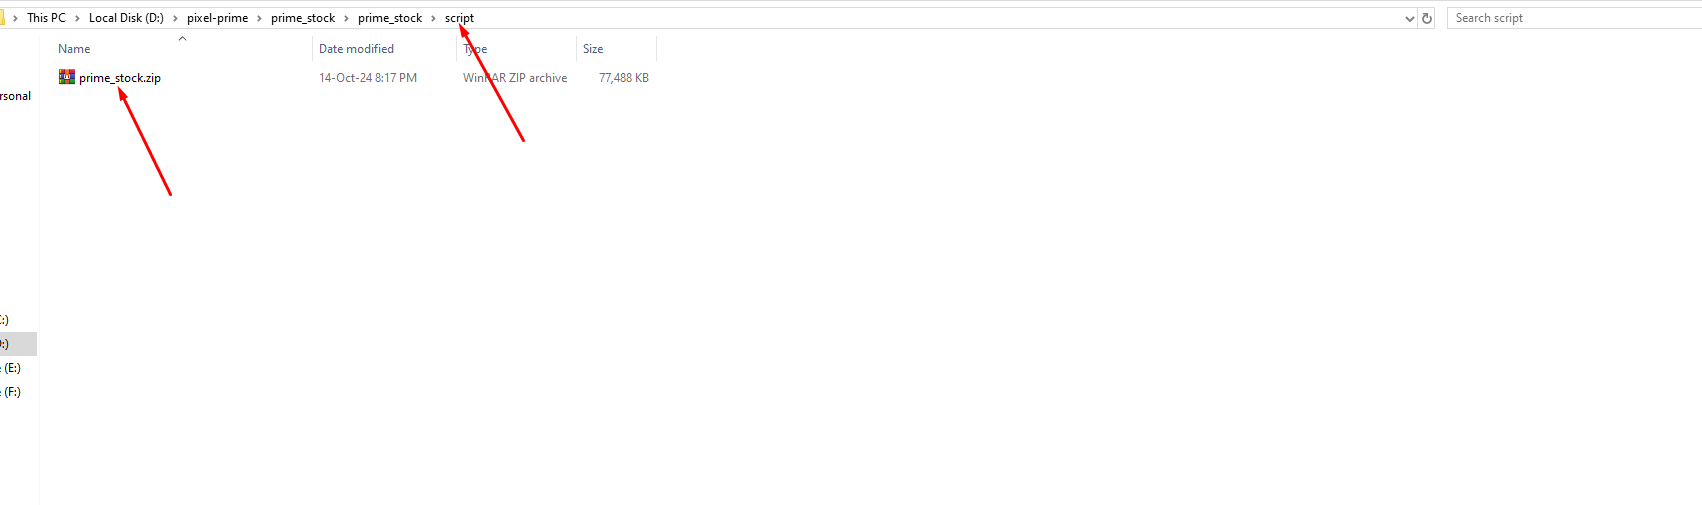 This PC > Local Disk (D:) > pixel-prime > prime_stock > prime_stock > script
Search script
Name Date modified Type Size
prime_stock.zip 14-Oct-24 8:17 PM WinRAR ZIP archive 77,488 KB
rsonal
:)
:)
(E:)
(F:)